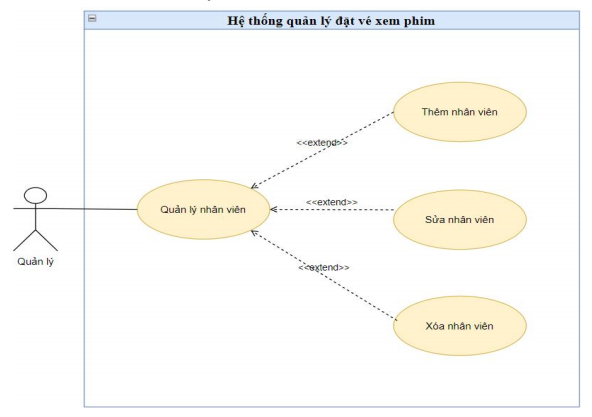 Hệ thống quản lý đặt vé xem phim
Thêm nhân viên
<<extend>>
Quản lý nhân viên
<<extend>>
Sửa nhân viên
Quản lý
<<extend>>
Xóa nhân viên